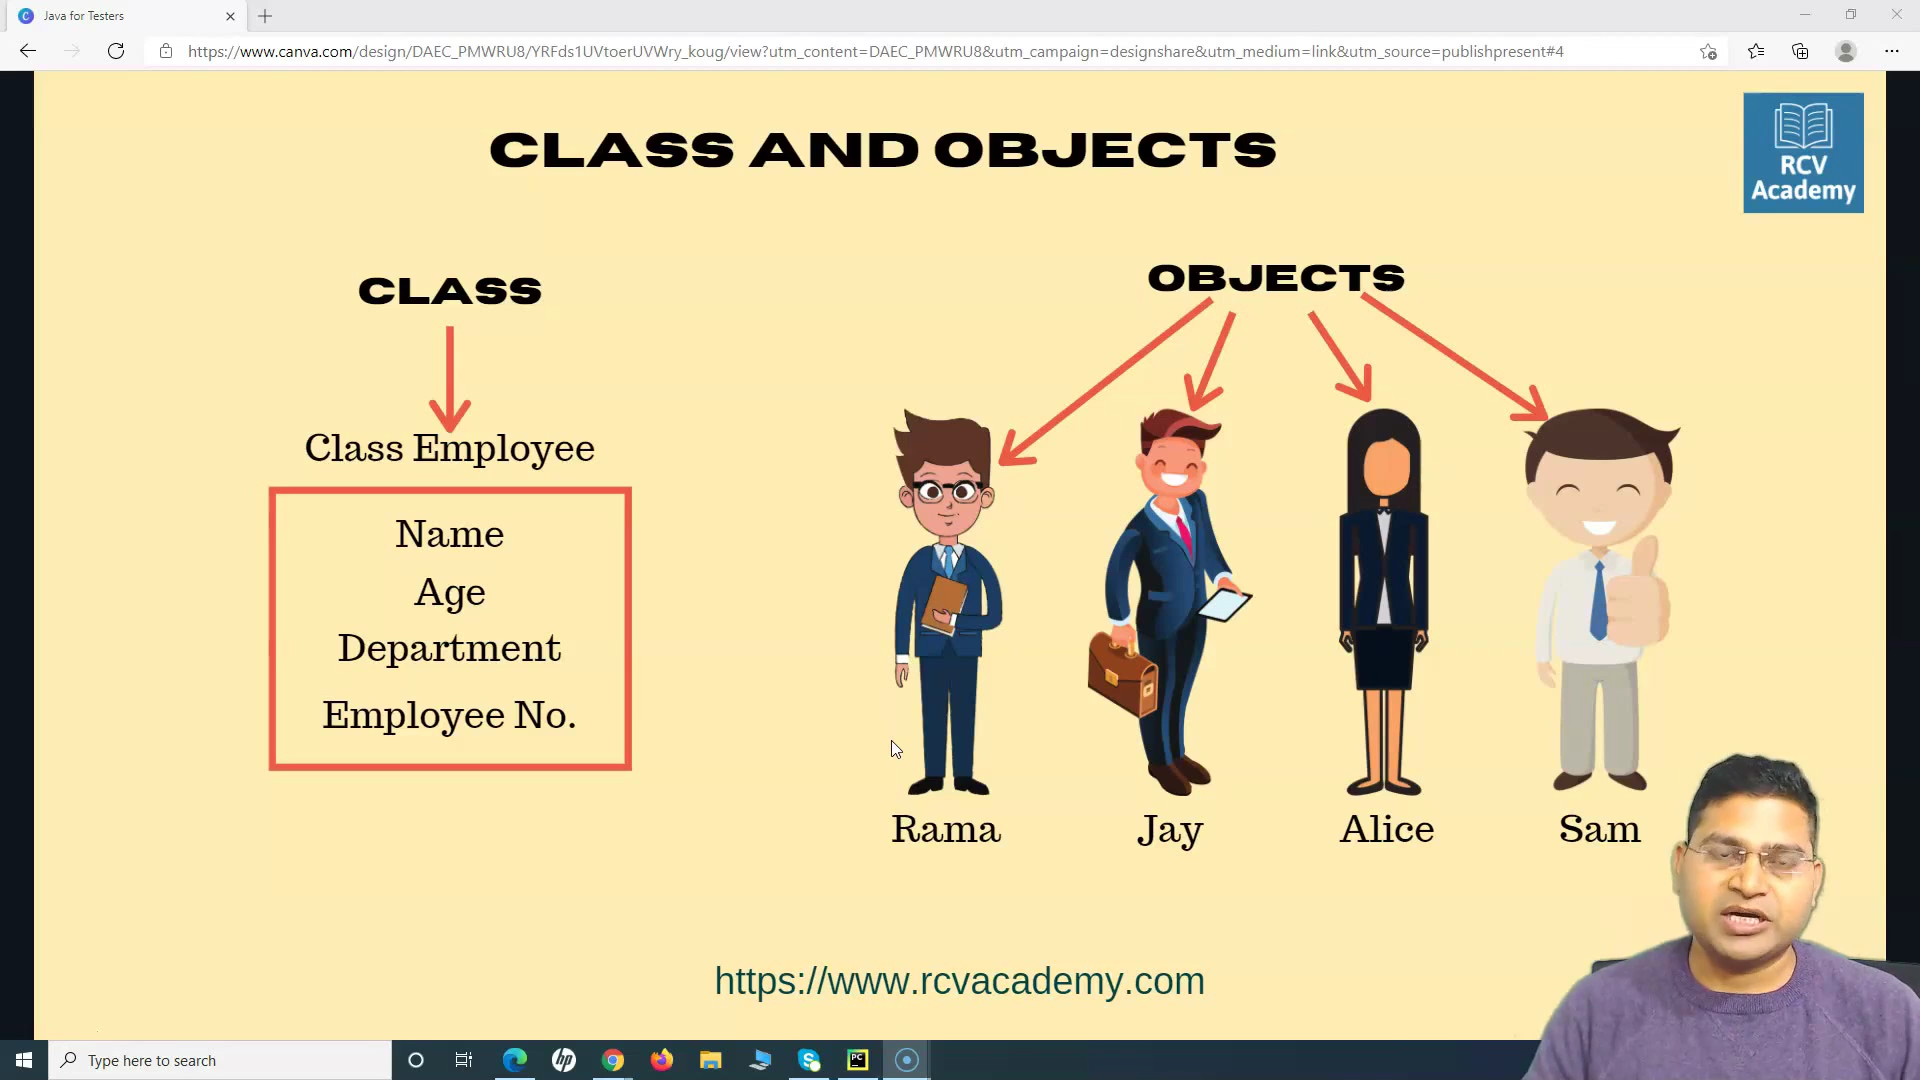 Java for Testers
https://www.canva.com/design/DAEC_PMWRU8/YRFds1UVtoerUVWry_koug/view?utm_content=DAEC_PMWRU8&utm_campaign=designshare&utm_medium=link&utm_source=publishpresent#4
CLASS AND OBJECTS
RCV
Academy
CLASS
OBJECTS
Class Employee
Name
Age
Department
Employee No.
Rama
Jay
Alice
Sam
https://www.rcvacademy.com
Type here to search
hp
PC